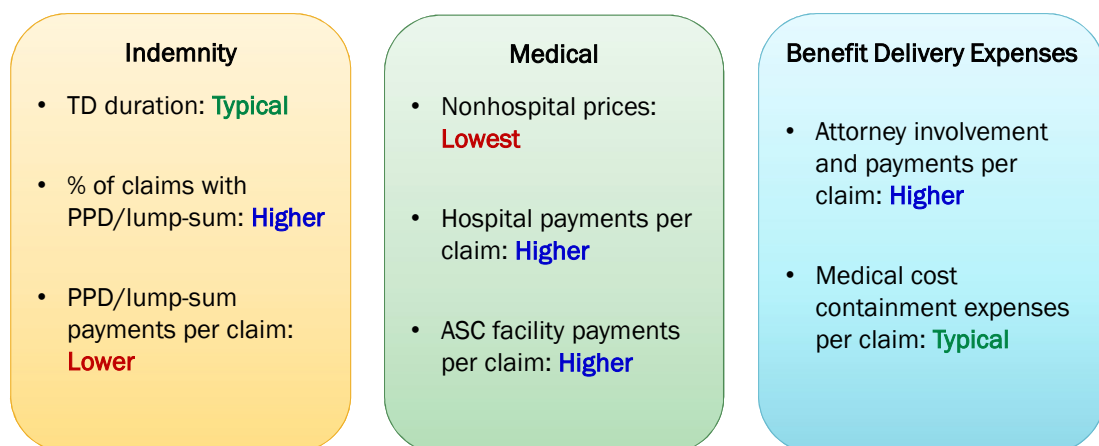 Indemnity
• TD duration: Typical
• % of claims with
PPD/lump-sum: Higher
• PPD/lump-sum
payments per claim:
Lower
Medical
• Nonhospital prices:
Lowest
• Hospital payments per
claim: Higher
• ASC facility payments
per claim: Higher
Benefit Delivery Expenses
• Attorney involvement
and payments per
claim: Higher
• Medical cost
containment expenses
per claim: Typical